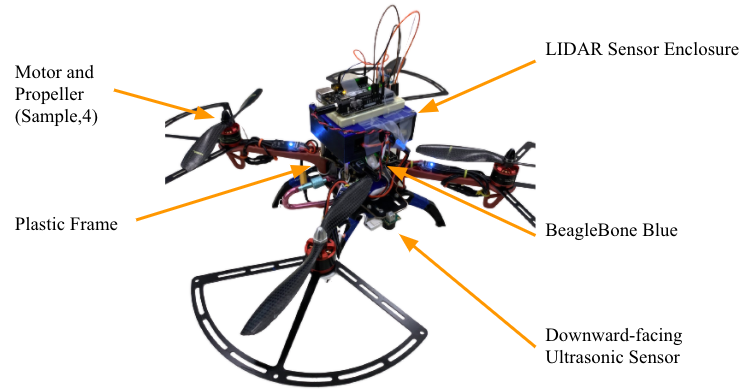 LIDAR Sensor Enclosure
Motor and
Propeller
(Sample,4)
Plastic Frame
BeagleBone Blue
Downward-facing
Ultrasonic Sensor